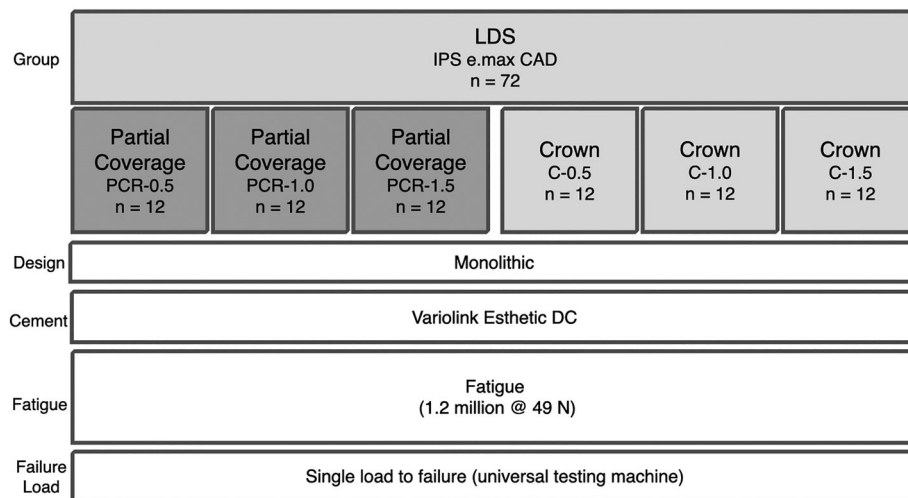 Group
LDS
IPS e.max CAD
n = 72
Partial
Coverage
PCR-0.5
n = 12
Partial
Coverage
PCR-1.0
n = 12
Partial
Coverage
PCR-1.5
n = 12
Crown
C-0.5
n = 12
Crown
C-1.0
n = 12
Crown
C-1.5
n = 12
Design
Monolithic
Cement
Variolink Esthetic DC
Fatigue
Fatigue
(1.2 million @ 49 N)
Failure
Load
Single load to failure (universal testing machine)